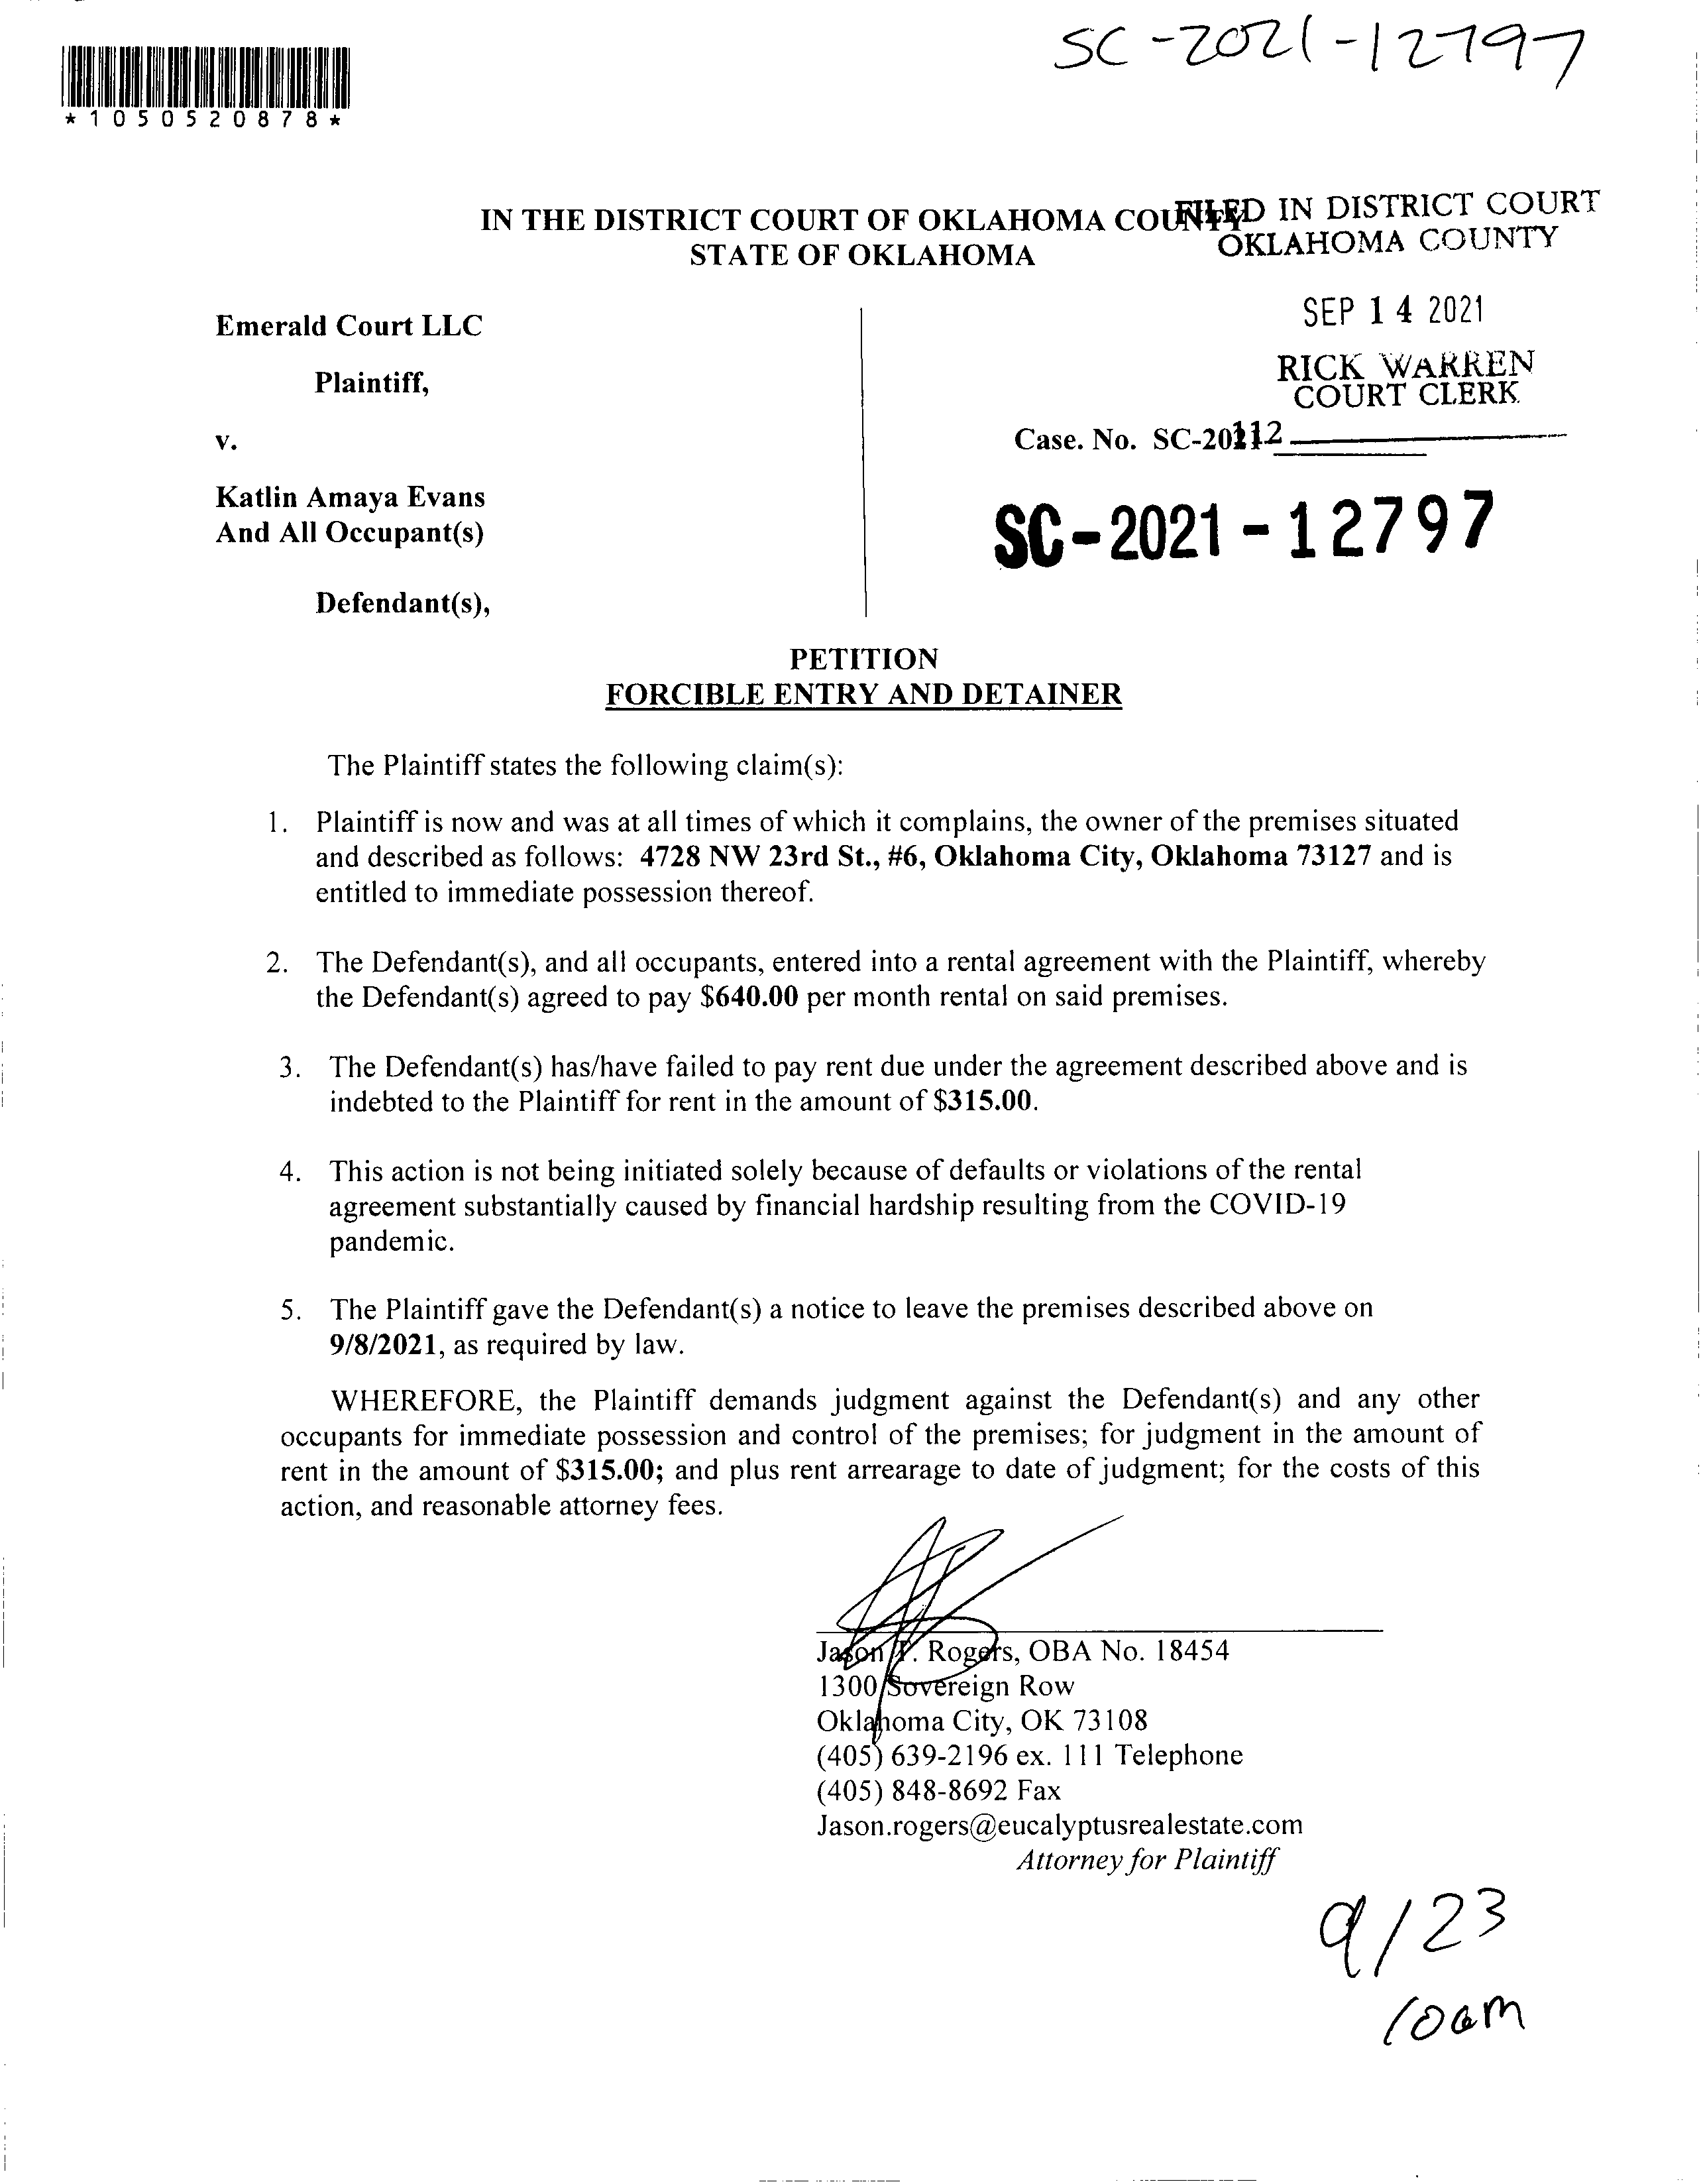 SC-2021-12797
*1050520878*
IN THE DISTRICT COURT OF OKLAHOMA COUNTY
STATE OF OKLAHOMA
FILED IN DISTRICT COURT
OKLAHOMA COUNTY
SEP 14 2021
RICK WARREN
COURT CLERK
Emerald Court LLC
Plaintiff,
v.
Katlin Amaya Evans
And All Occupant(s)
Defendant(s),
Case. No. SC-20
112
SC-2021-12797
PETITION
FORCIBLE ENTRY AND DETAINER
The Plaintiff states the following claim(s):
1. Plaintiff is now and was at all times of which it complains, the owner of the premises situated
and described as follows: 4728 NW 23rd St., #6, Oklahoma City, Oklahoma 73127 and is
entitled to immediate possession thereof.
2. The Defendant(s), and all occupants, entered into a rental agreement with the Plaintiff, whereby
the Defendant(s) agreed to pay $640.00 per month rental on said premises.
3. The Defendant(s) has/have failed to pay rent due under the agreement described above and is
indebted to the Plaintiff for rent in the amount of $315.00.
4. This action is not being initiated solely because of defaults or violations of the rental
agreement substantially caused by financial hardship resulting from the COVID-19
pandemic.
5. The Plaintiff gave the Defendant(s) a notice to leave the premises described above on
9/8/2021, as required by law.
WHEREFORE, the Plaintiff demands judgment against the Defendant(s) and any other
occupants for immediate possession and control of the premises; for judgment in the amount of
rent in the amount of $315.00; and plus rent arrearage to date of judgment; for the costs of this
action, and reasonable attorney fees.
Jason T. Rogers, OBA No. 18454
1300 Sovereign Row
Oklahoma City, OK 73108
(405) 639-2196 ex. 111 Telephone
(405) 848-8692 Fax
Jason.rogers@eucalyptusrealestate.com
Attorney for Plaintiff
9/23
10am